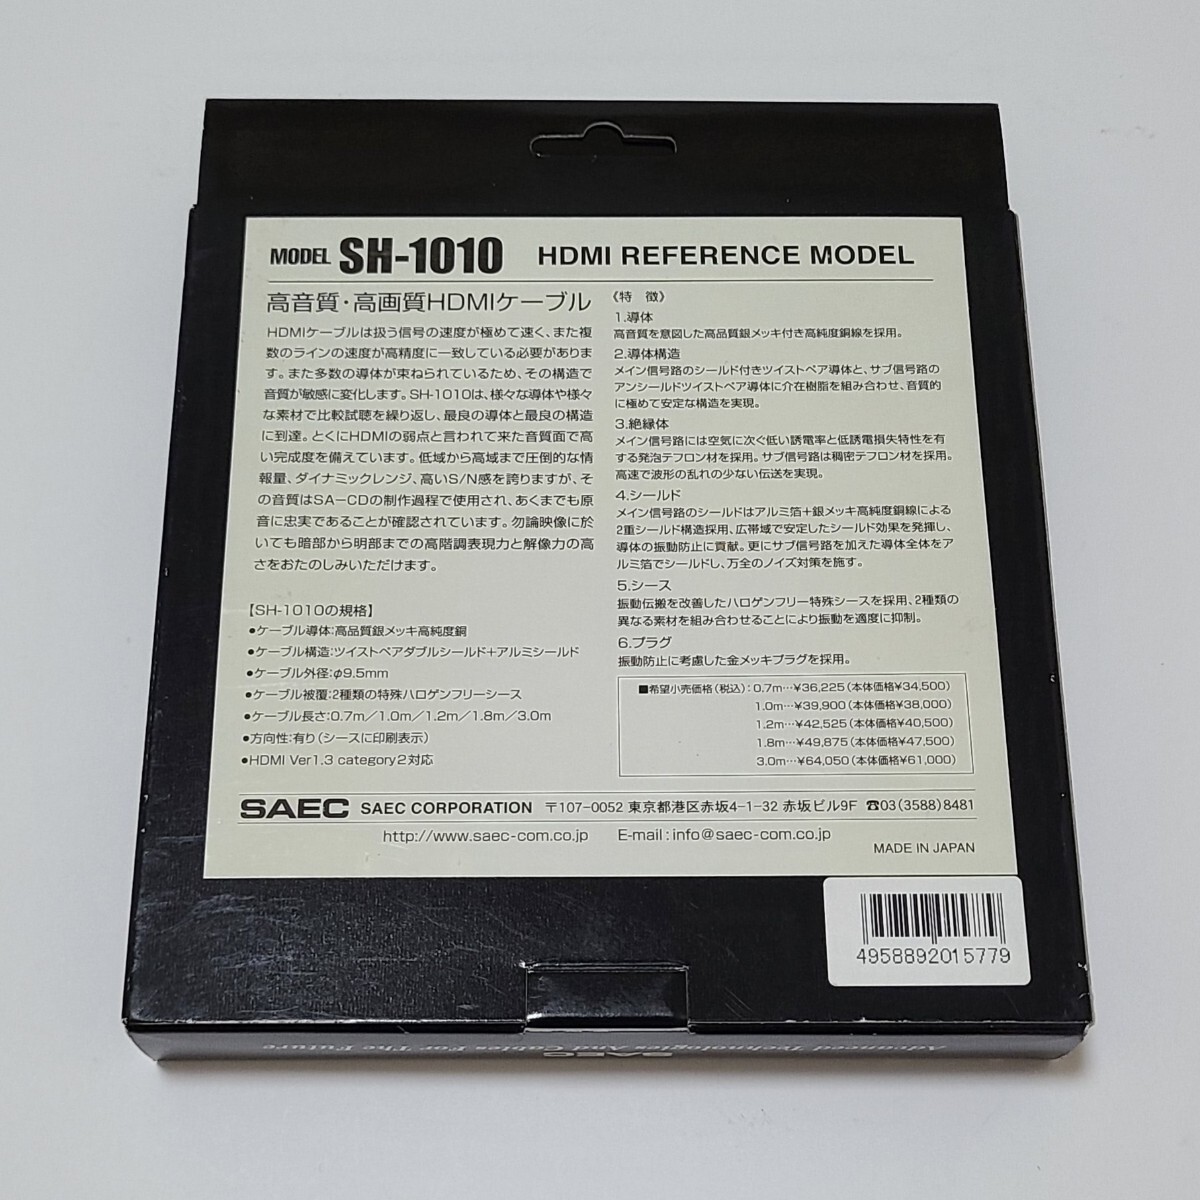 MODEL SH-1010 HDMI REFERENCE MODEL
高音質・高画質HDMIケーブル
HDMIケーブルは扱う信号の速度が極めて速く、また複
数のラインの速度が高精度に一致している必要がありま
す。また多数の導体が束ねられているため、その構造で
音質が敏感に変化します。SH-1010は、様々な導体や様々
な素材で比較試聴を繰り返し、最良の導体と最良の構造
に到達。とくにHDMIの弱点と言われて来た音質面で高
い完成度を備えています。低域から高域まで圧倒的な情
報量、ダイナミックレンジ、高いS/N感を誇りますが、そ
の音質はSA-CDの制作過程で使用され、あくまでも原
音に忠実であることが確認されています。勿論映像に於
いても暗部から明部までの高階調表現力と解像力の高
さをおたのしみいただけます。
【SH-1010の規格】
●ケーブル導体:高品質銀メッキ高純度銅
●ケーブル構造:ツイストペアダブルシールド+アルミシールド
●ケーブル外径:φ9.5mm
●ケーブル被覆:2種類の特殊ハロゲンフリーシース
●ケーブル長さ:0.7m/1.0m/1.2m/1.8m/3.0m
●方向性:有り(シースに印刷表示)
●HDMI Ver1.3 category2対応
《特 徴》
1.導体
高音質を意図した高品質銀メッキ付き高純度銅線を採用。
2.導体構造
メイン信号路のシールド付きツイストペア導体と、サブ信号路の
アンシールドツイストペア導体に介在樹脂を組み合わせ、音質的
に極めて安定な構造を実現。
3.絶縁体
メイン信号路には空気に次ぐ低い誘電率と低誘電損失特性を有
する発泡テフロン材を採用。サブ信号路は稠密テフロン材を採用。
高速で波形の乱れの少ない伝送を実現。
4.シールド
メイン信号路のシールドはアルミ箔+銀メッキ高純度銅線による
2重シールド構造採用、広帯域で安定したシールド効果を発揮し、
導体の振動防止に貢献。更にサブ信号路を加えた導体全体をア
ルミ箔でシールドし、万全のノイズ対策を施す。
5.シース
振動伝搬を改善したハロゲンフリー特殊シースを採用、2種類の
異なる素材を組み合わせることにより振動を適度に抑制。
6.プラグ
振動防止に考慮した金メッキプラグを採用。
■希望小売価格(税込):0.7m…¥36,225(本体価格¥34,500)
1.0m…¥39,900(本体価格¥38,000)
1.2m…¥42,525(本体価格¥40,500)
1.8m…¥49,875(本体価格¥47,500)
3.0m…¥64,050(本体価格¥61,000)
SAEC SAEC CORPORATION 〒107-0052 東京都港区赤坂4-1-32 赤坂ビル9F ☎03(3588)8481
http://www.saec-com.co.jp E-mail:info@saec-com.co.jp
MADE IN JAPAN
4958892015779
SAEC
Advanced Technologies And Cables For The Future